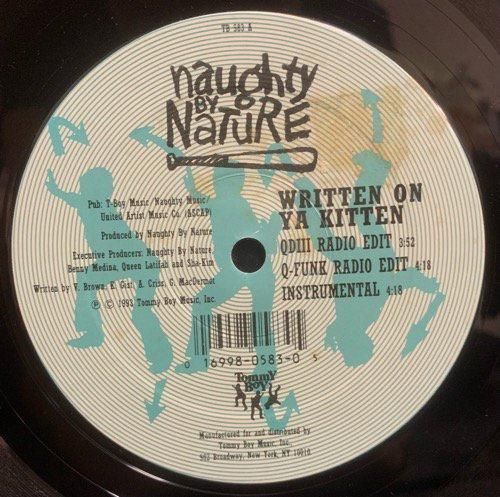 TB 583 A
naughty
BY
NATURE
WRITTEN ON
YA KITTEN
QDIII RADIO EDIT 3:52
Q-FUNK RADIO EDIT 4:18
INSTRUMENTAL 4:18
Pub: T-Boy Music/Naughty Music/
United Artist Music Co. (ASCAP)
Produced by Naughty By Nature
Executive Producers: Naughty By Nature,
Benny Medina, Queen Latifah and Sha-Kim
Written by V. Brown, K. Gist, A. Criss, G. MacDermot
℗ © 1993 Tommy Boy Music, Inc.
0 16998-0583-0 5
Tommy
Boy
Manufactured for and distributed by
Tommy Boy Music, Inc.,
902 Broadway, New York, NY 10010.